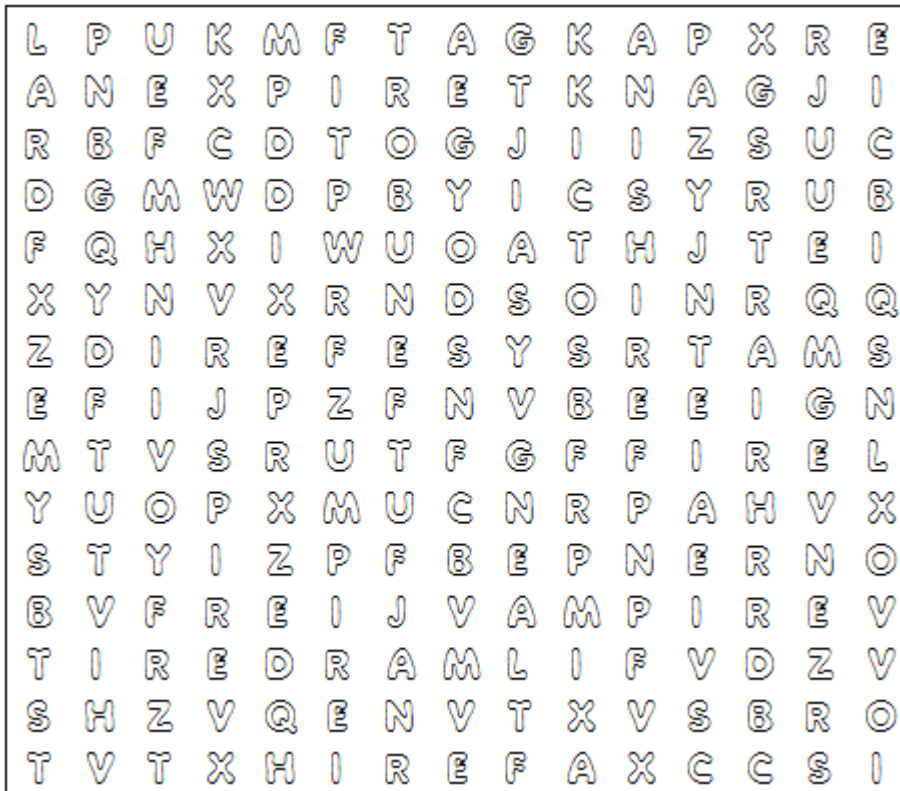 L P U K M F T A G K A P X R E
A N E X P I R E T K N A G J I
R B F C D T O G J I I Z S U C
D G M W D P B Y I C S Y R U B
F Q H X I W U O A T H J T E I
X Y N V X R N D S O I N R Q Q
Z D I R E F E S Y S R T A M S
E F I J P Z F N V B E E I G N
M T V S R U T F G F F I R E L
Y U O P X M U C N R P A H V X
S T Y I Z P F B E P N E R N O
B V F R E I J V A M P I R E V
T I R E D R A M L I F V D Z V
S H Z V Q E N V T X V S B R O
T V T X H I R E F A X C C S I